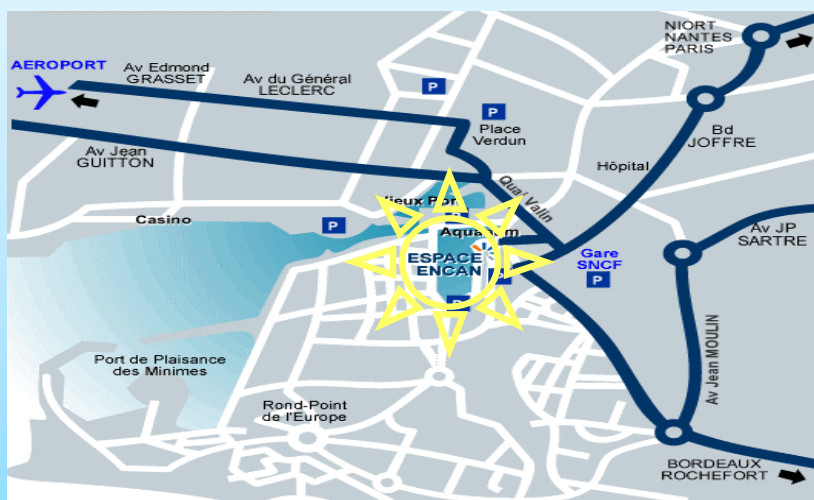 NIORT
NANTES
PARIS
AEROPORT
Av Edmond
GRASSET
Av du Général
LECLERC
P
P
Place
Verdun
Bd
JOFFRE
Av Jean
GUITTON
Hôpital
Quai Valin
Vieux Port
Casino
P
Aquarium
Av JP
SARTRE
ESPACE
ENCAN
Gare
SNCF
P
P
P
Port de Plaisance
des Minimes
Av Jean MOULIN
Rond-Point
de l'Europe
BORDEAUX
ROCHEFORT